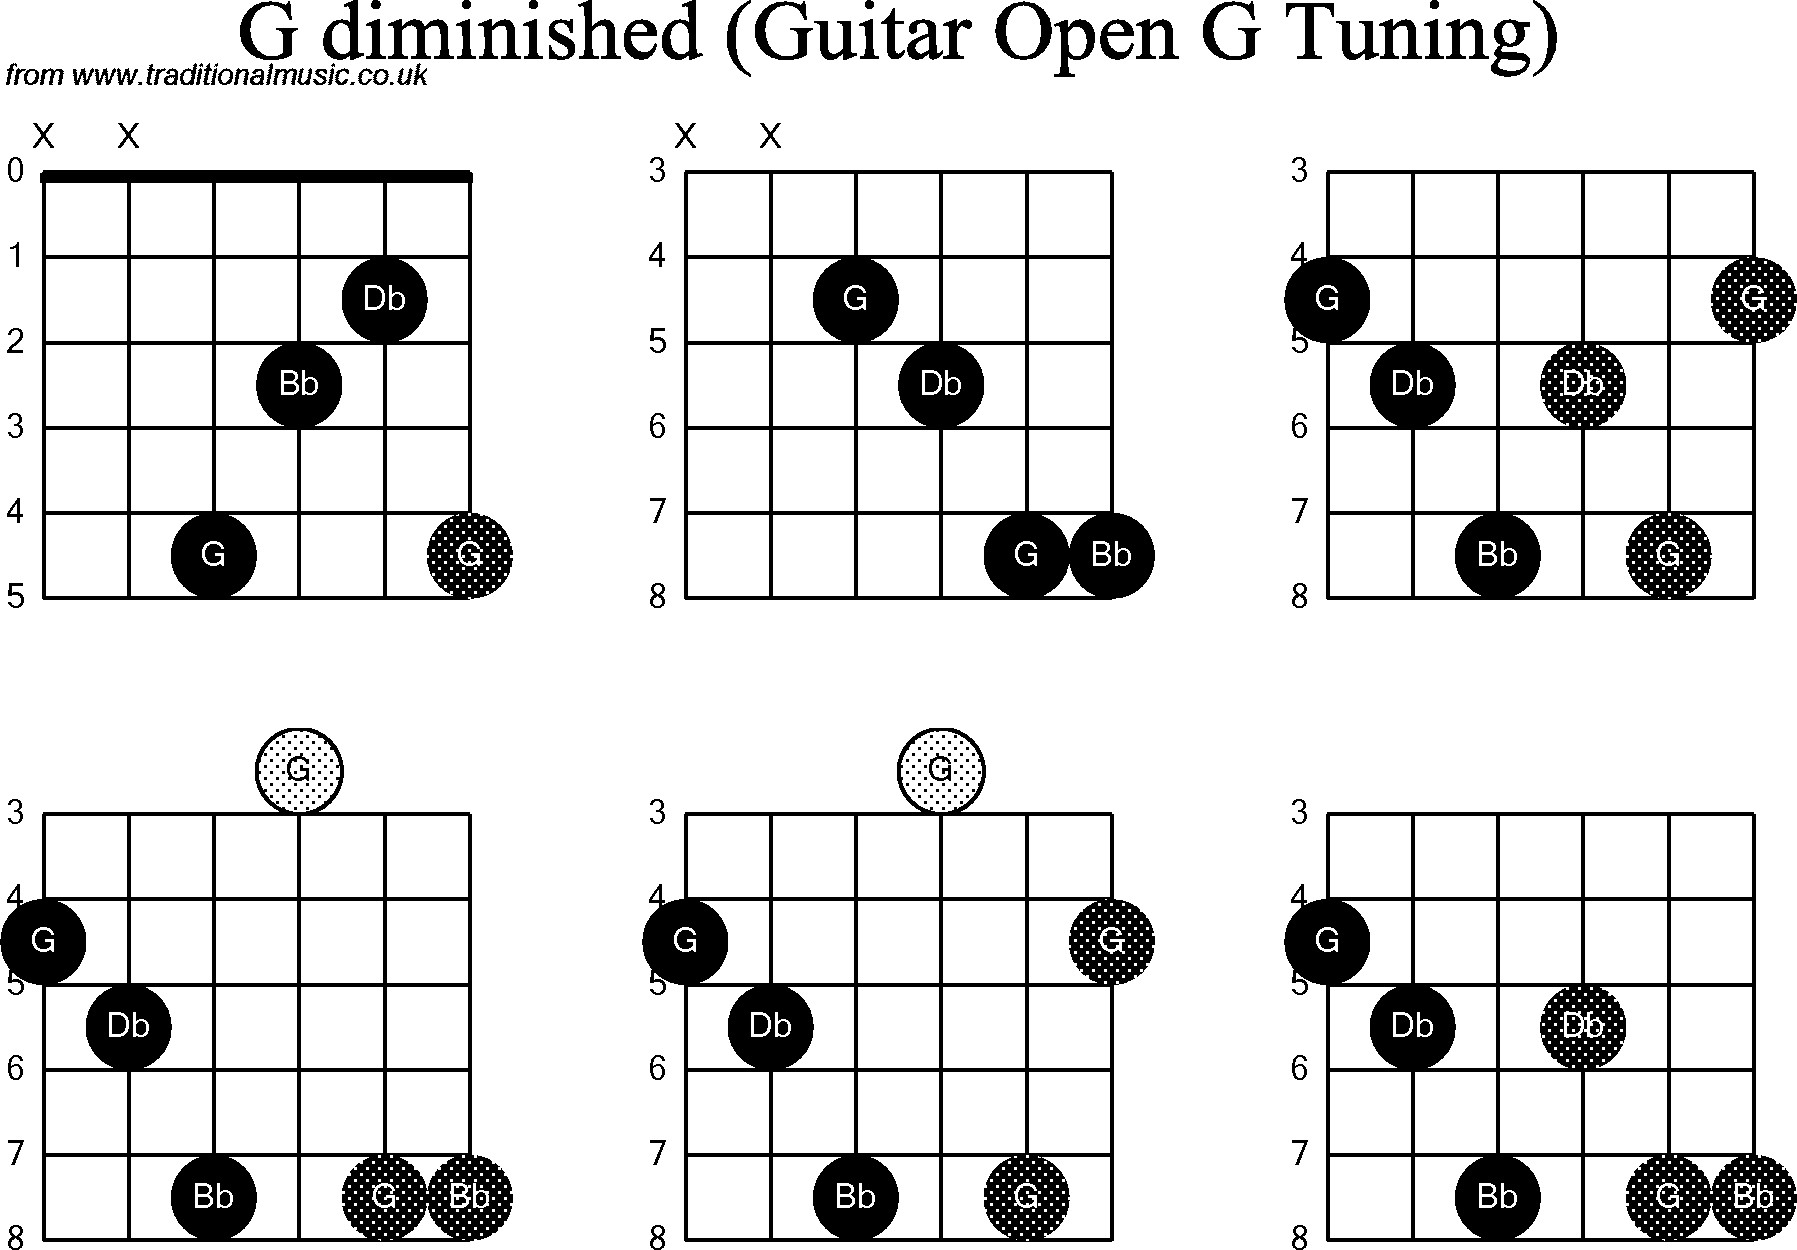 G diminished (Guitar Open G Tuning)
from www.traditionalmusic.co.uk
X X X X
0 3 3
1 4 4
Db G G G
2 5 5
Bb Db Db Db
3 6 6
4 7 7
G G G Bb Bb G
5 8 8
G G
3 3 3
4 4 4
G G G G
5 5 5
Db Db Db Db
6 6 6
7 7 7
Bb G Bb Bb G Bb G Bb
8 8 8